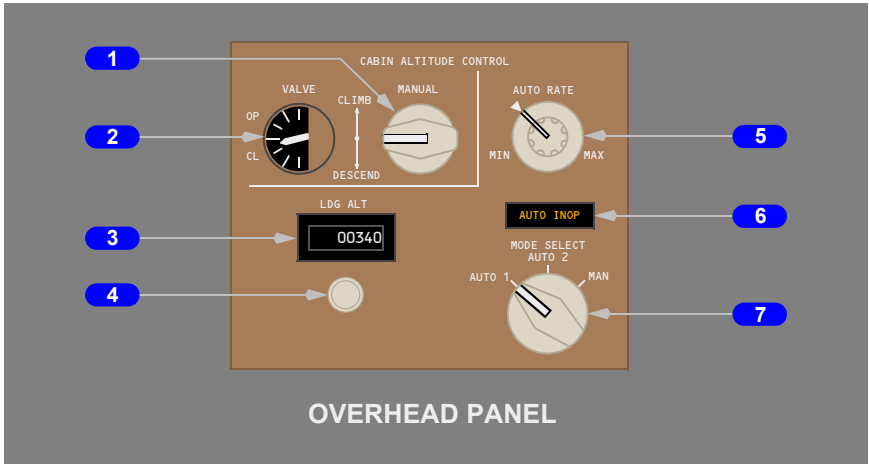 1
CABIN ALTITUDE CONTROL
VALVE
MANUAL
AUTO RATE
CLIMB
OP
2
5
CL
MIN
MAX
DESCEND
LDG ALT
AUTO INOP
6
3
00340
MODE SELECT
AUTO 2
AUTO 1
MAN
4
7
OVERHEAD PANEL